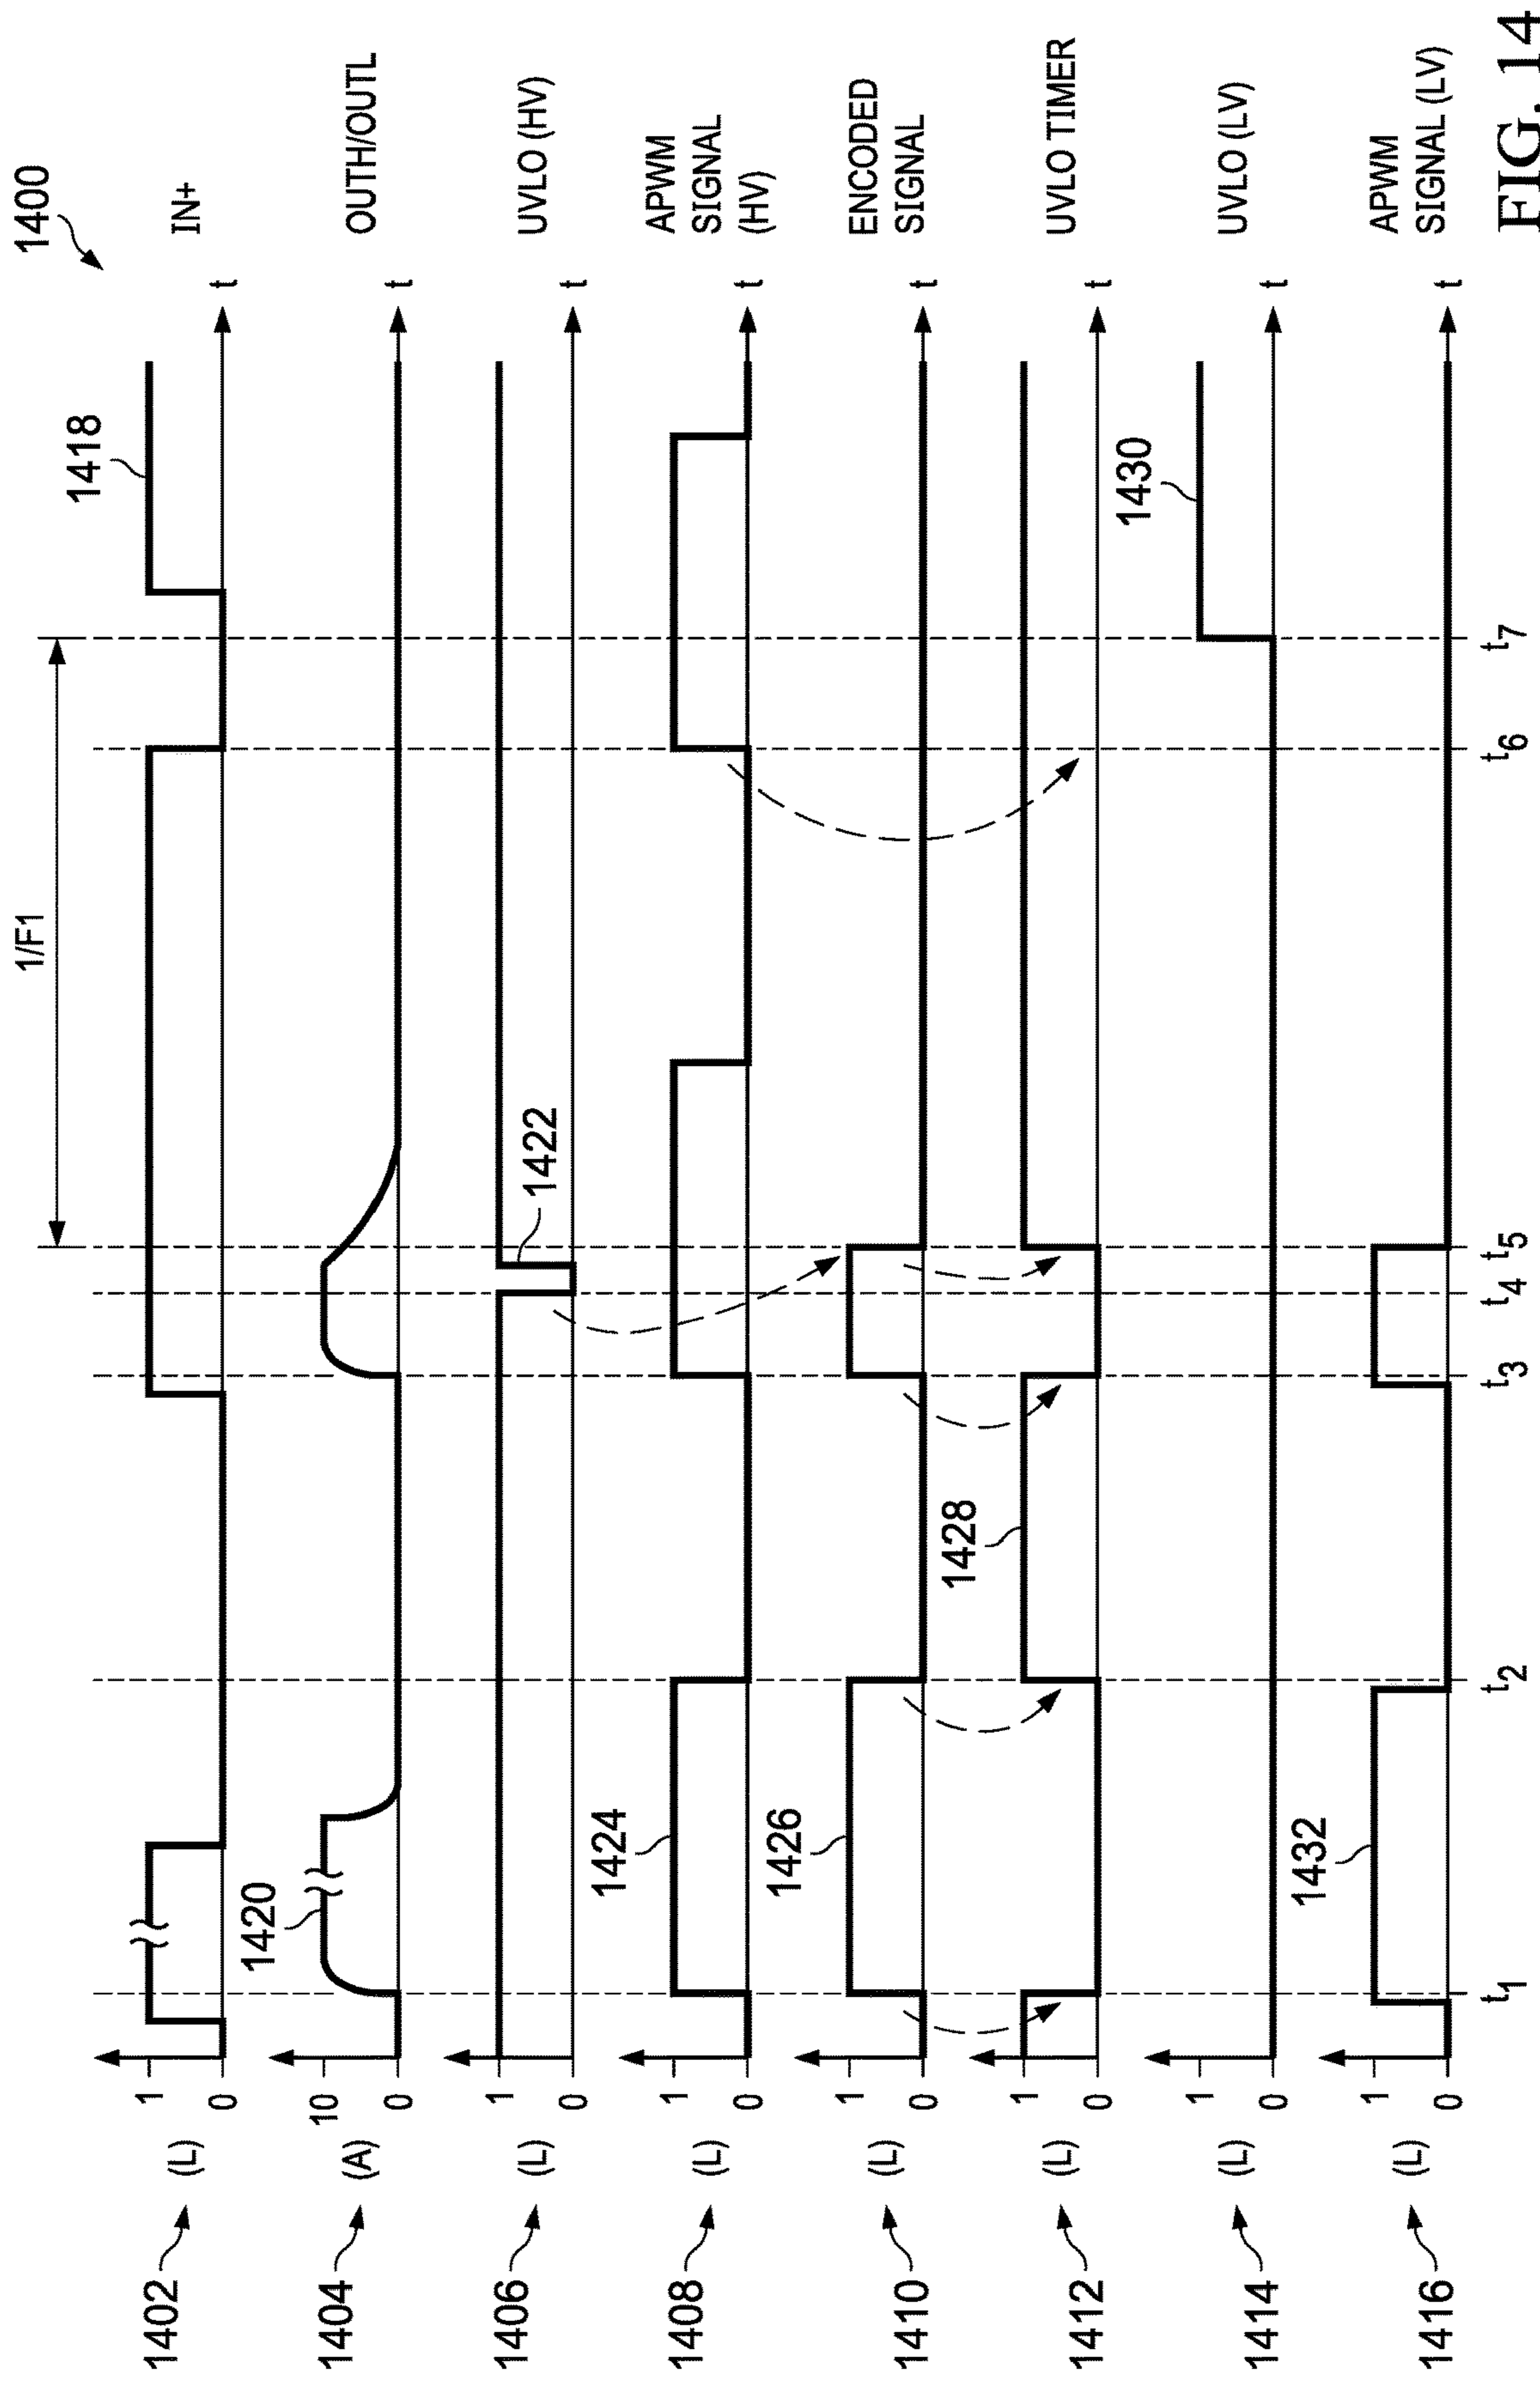 1400
1/F1
1402
(L)
1
0
t
IN+
1418
1404
(A)
10
0
t
OUTH/OUTL
1420
1406
(L)
1
0
t
UVLO (HV)
1422
1408
(L)
1
0
t
APWM
SIGNAL
(HV)
1424
1410
(L)
1
0
t
ENCODED
SIGNAL
1426
1412
(L)
1
0
t
UVLO TIMER
1428
1414
(L)
1
0
t
UVLO (LV)
1430
1416
(L)
1
0
t
APWM
SIGNAL (LV)
1432
t1
t2
t3
t4
t5
t6
t7
FIG. 14